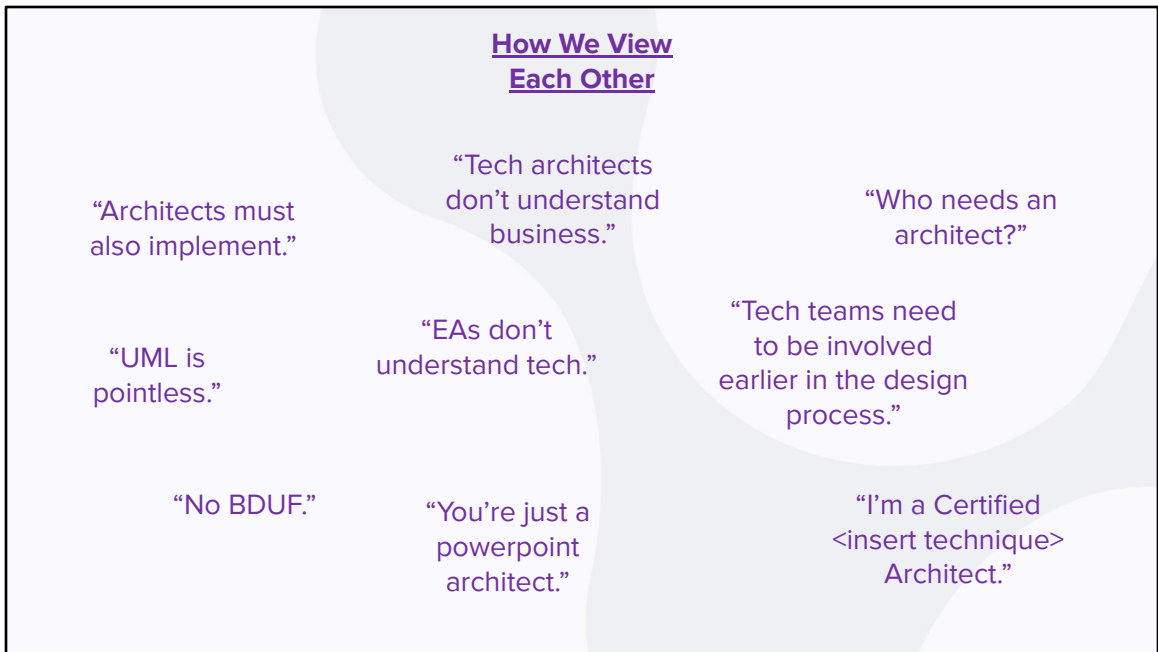 How We View
Each Other
“Tech architects
don’t understand
business.”
“Architects must
also implement.”
“Who needs an
architect?”
“UML is
pointless.”
“EAs don’t
understand tech.”
“Tech teams need
to be involved
earlier in the design
process.”
“No BDUF.”
“You’re just a
powerpoint
architect.”
“I’m a Certified
<insert technique>
Architect.”